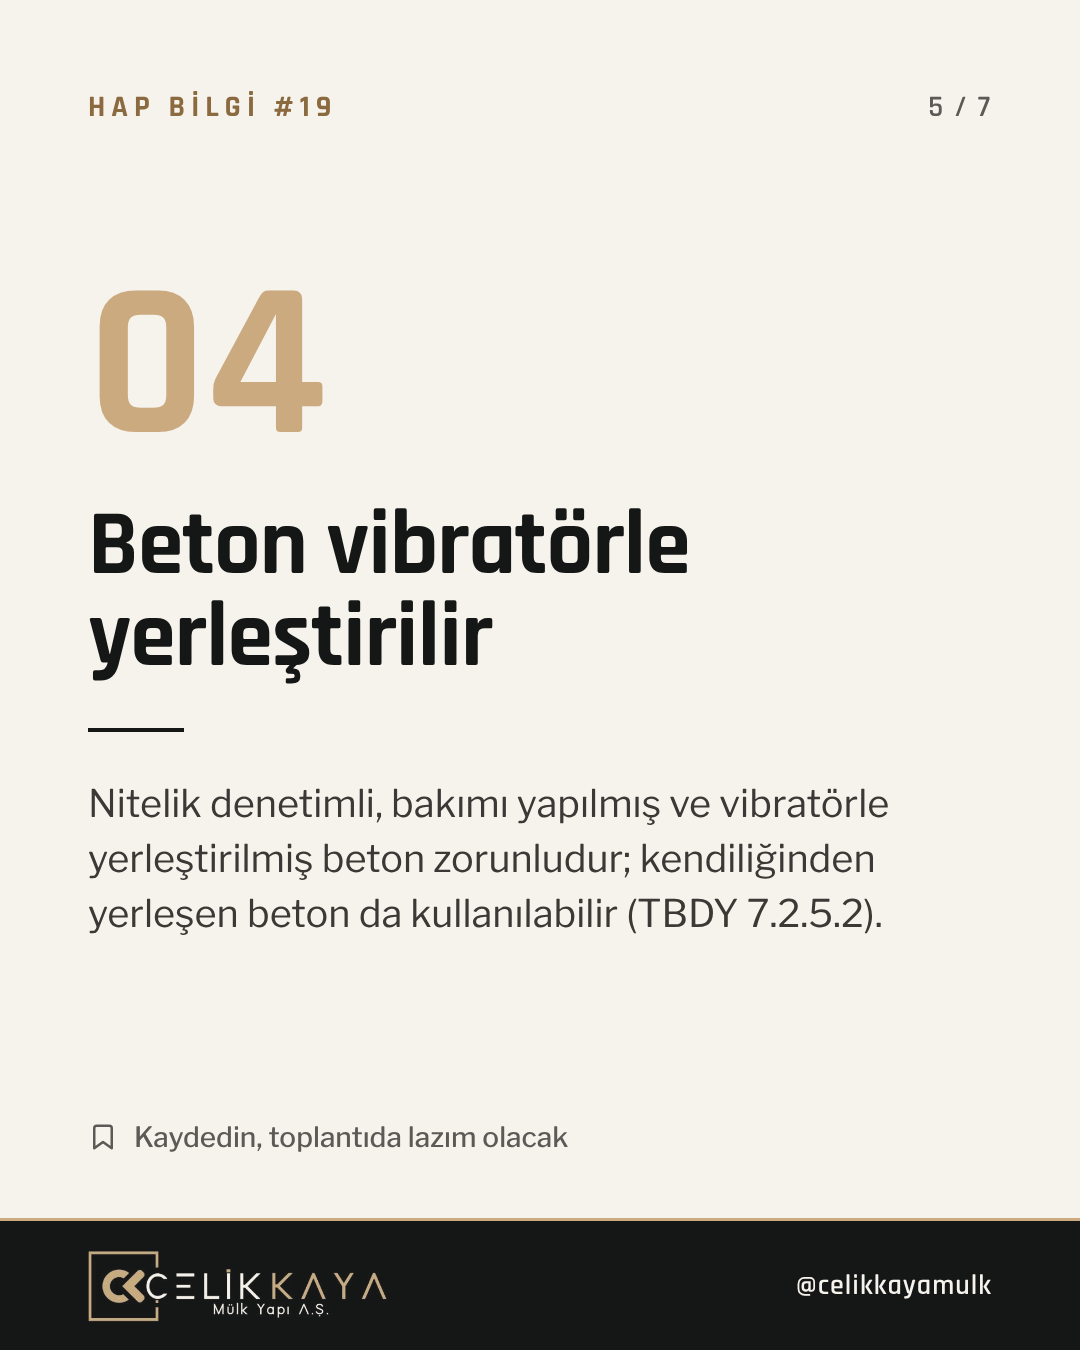 HAP BİLGİ #19
5 / 7
04
Beton vibratörle
yerleştirilir
Nitelik denetimli, bakımı yapılmış ve vibratörle
yerleştirilmiş beton zorunludur; kendiliğinden
yerleşen beton da kullanılabilir (TBDY 7.2.5.2).
Kaydedin, toplantıda lazım olacak
CELİKKAYA
Mülk Yapı A.Ş.
@celikkayamulk